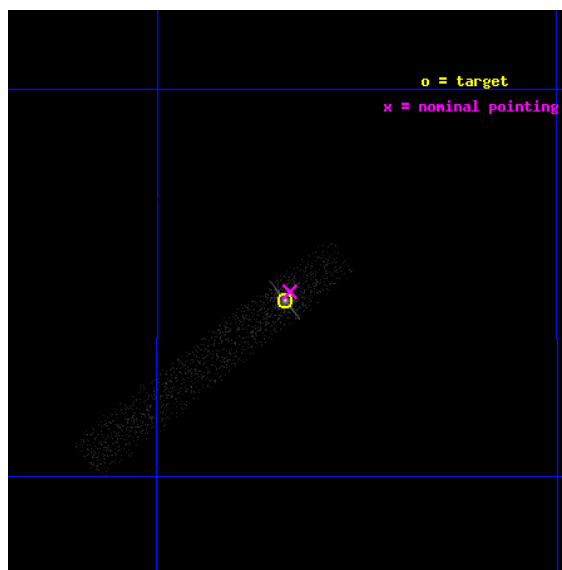 o = target
x = nominal pointing